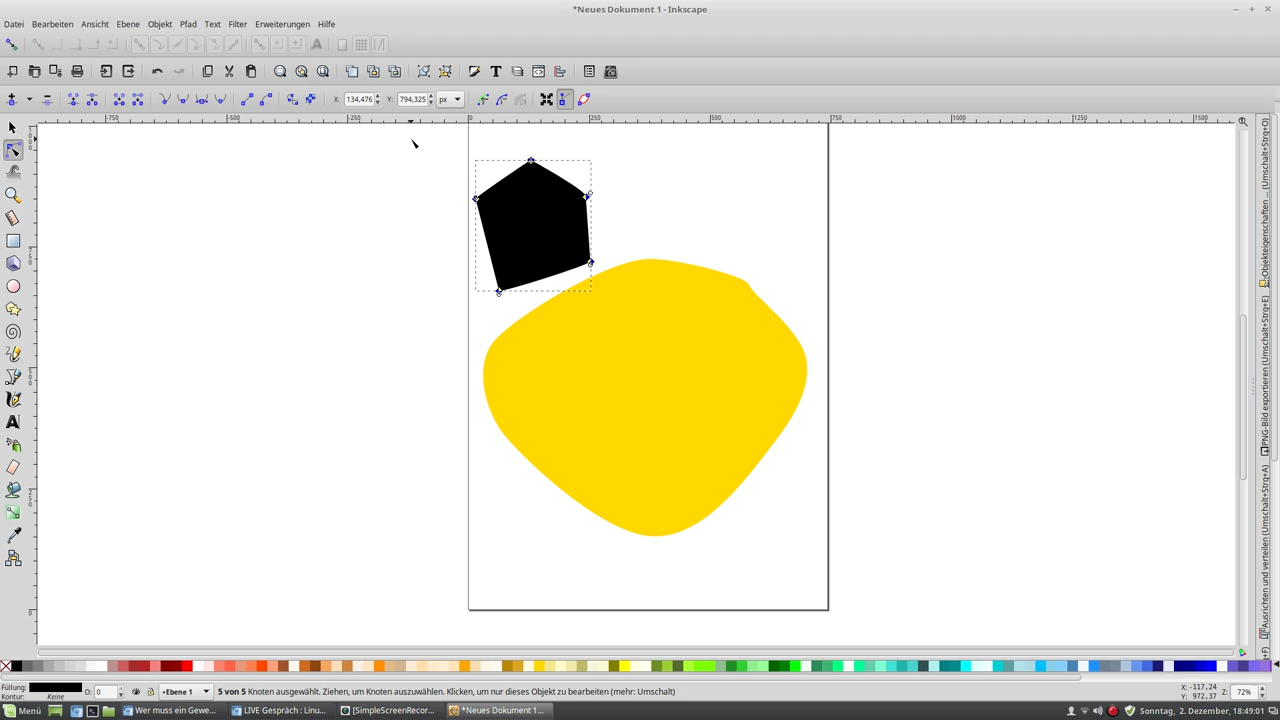 *Neues Dokument 1 - Inkscape
Datei Bearbeiten Ansicht Ebene Objekt Pfad Text Filter Erweiterungen Hilfe
X: 134,476 Y: 794,325 px
-750 -500 -250 0 250 500 750 1000 1250 1500
Objekteigenschaften. (Umschalt+Strg+O)
PNG-Bild exportieren (Umschalt+Strg+E)
Ausrichten und verteilen (Umschalt+Strg+A)
Füllung: O: 0 •Ebene 1 5 von 5 Knoten ausgewählt. Ziehen, um Knoten auszuwählen. Klicken, um nur dieses Objekt zu bearbeiten (mehr: Umschalt) X: -117,24 Z: 72%
Kontur: Keine Y: 972,37
Menü Wer muss ein Gewe... LIVE Gespräch : Linu... [SimpleScreenRecor... *Neues Dokument 1... Sonntag, 2. Dezember, 18:49:01